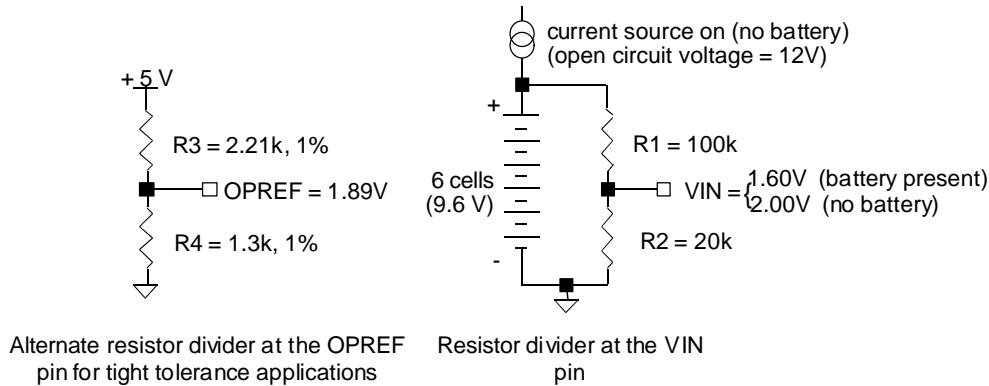 current source on (no battery)
(open circuit voltage = 12V)
+ 5 V
R3 = 2.21k, 1%
OPREF = 1.89V
R4 = 1.3k, 1%
+
6 cells
(9.6 V)
-
R1 = 100k
VIN = {
1.60V (battery present)
2.00V (no battery)
R2 = 20k
Alternate resistor divider at the OPREF
pin for tight tolerance applications
Resistor divider at the VIN
pin